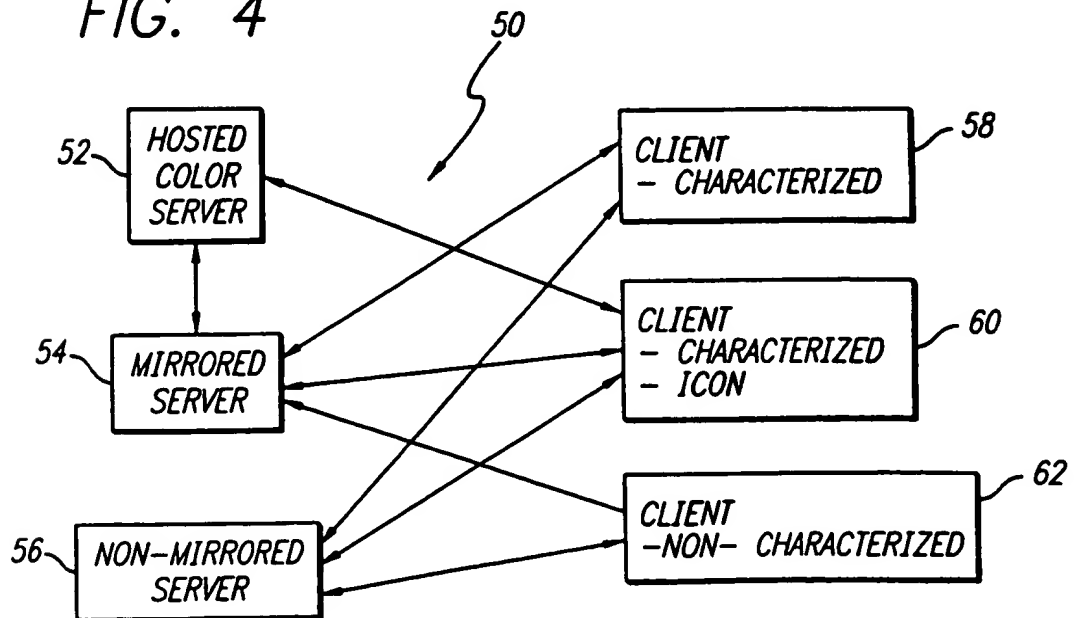 FIG. 4
50
52
HOSTED
COLOR
SERVER
58
CLIENT
- CHARACTERIZED
54
MIRRORED
SERVER
60
CLIENT
- CHARACTERIZED
- ICON
56
NON-MIRRORED
SERVER
62
CLIENT
-NON- CHARACTERIZED